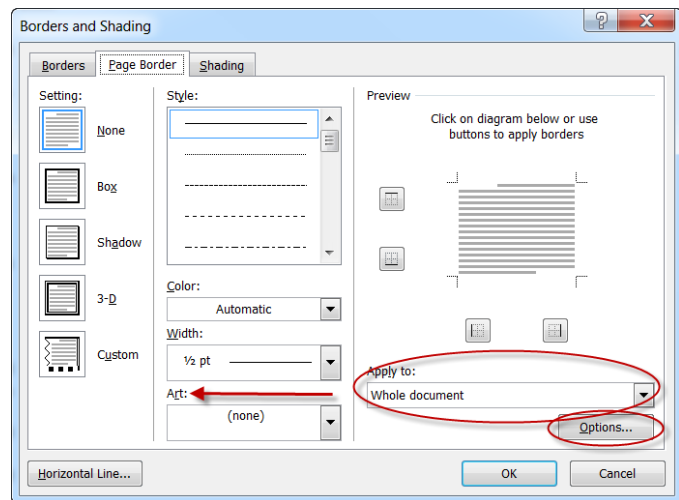 Borders and Shading
Borders
Page Border
Shading
Setting:
None
Box
Shadow
3-D
Custom
Style:
Color:
Automatic
Width:
½ pt
Art:
(none)
Preview
Click on diagram below or use
buttons to apply borders
Apply to:
Whole document
Options...
Horizontal Line...
OK
Cancel